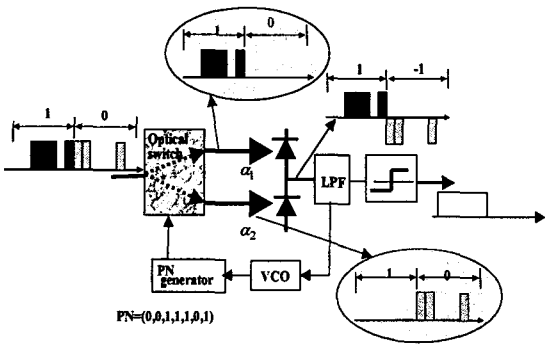 1 0
1 -1
1 0
Optical
switch
α1
α2
LPF
PN
generator
VCO
1 0
PN=(0,0,1,1,1,0,1)